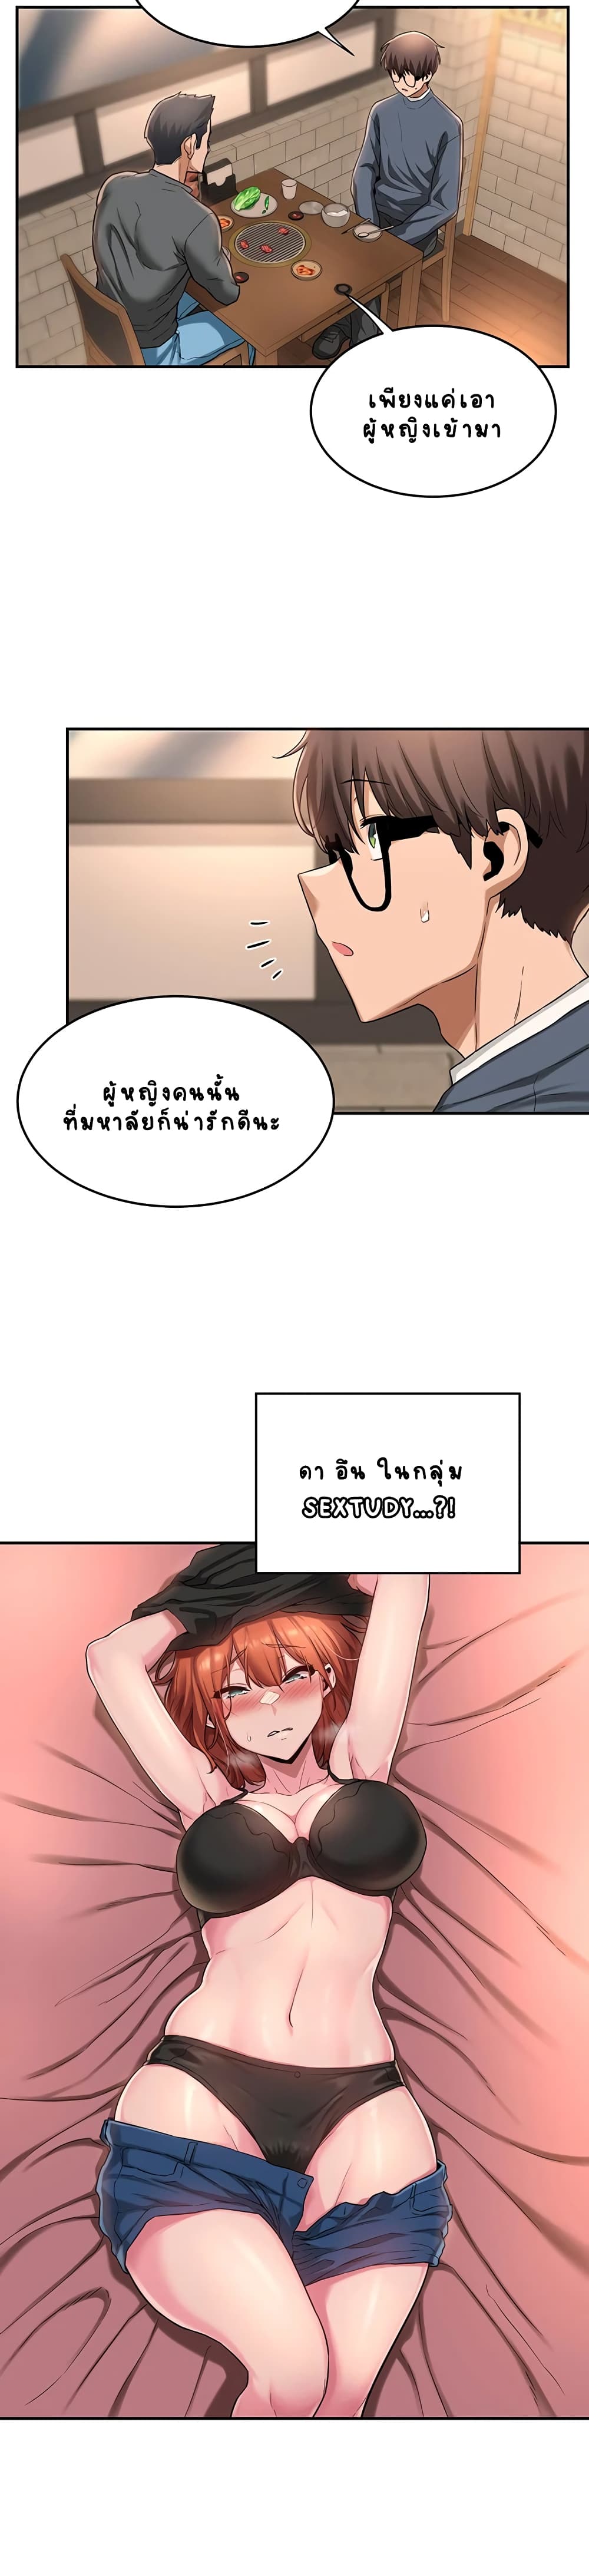 เพียงแค่เอา
ผู้หญิงเข้ามา
ผู้หญิงคนนั้น
ที่มหาลัยก็น่ารักดีนะ
ดา อึน ในกลุ่ม
SEXTUDY...?!